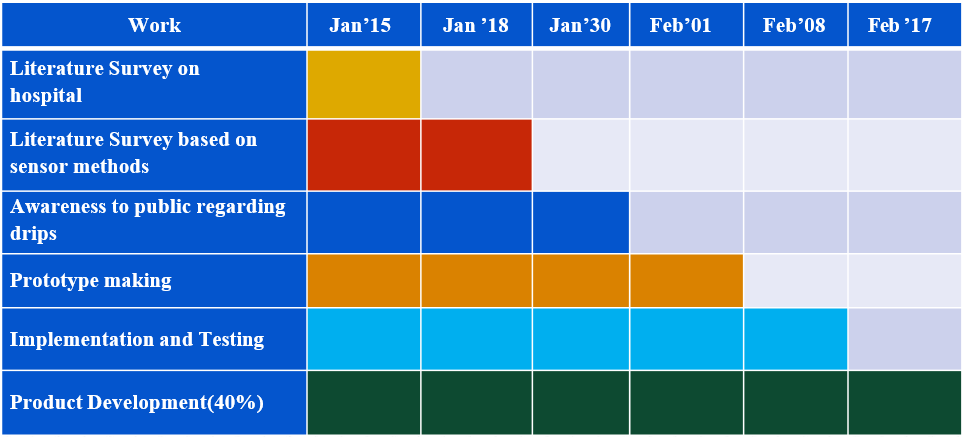 Work Jan’15 Jan ’18 Jan’30 Feb’01 Feb’08 Feb ’17
Literature Survey on
hospital
Literature Survey based on
sensor methods
Awareness to public regarding
drips
Prototype making
Implementation and Testing
Product Development(40%)